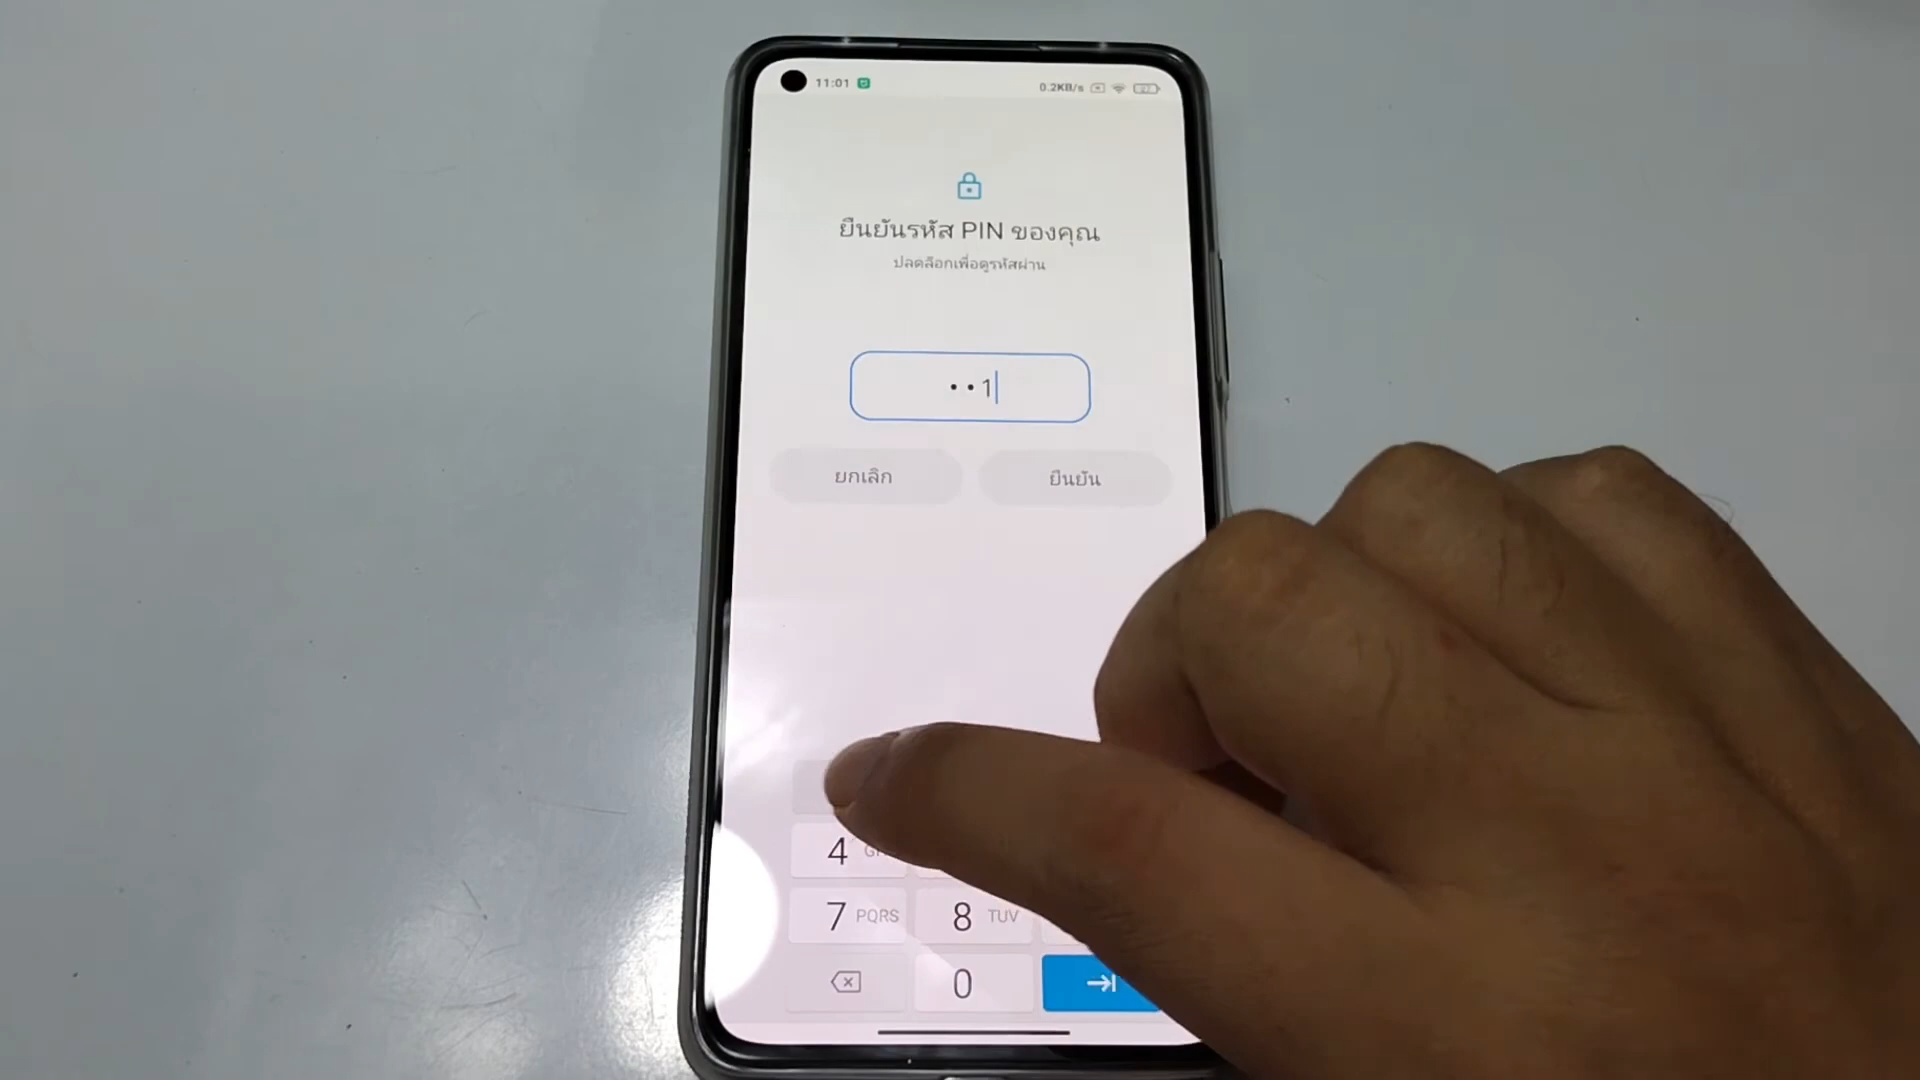 11:01 0.2KB/s
ยืนยันรหัส PIN ของคุณ
ปลดล็อกเพื่อดูรหัสผ่าน
••1
ยกเลิก ยืนยัน
4
7 PQRS 8 TUV
0